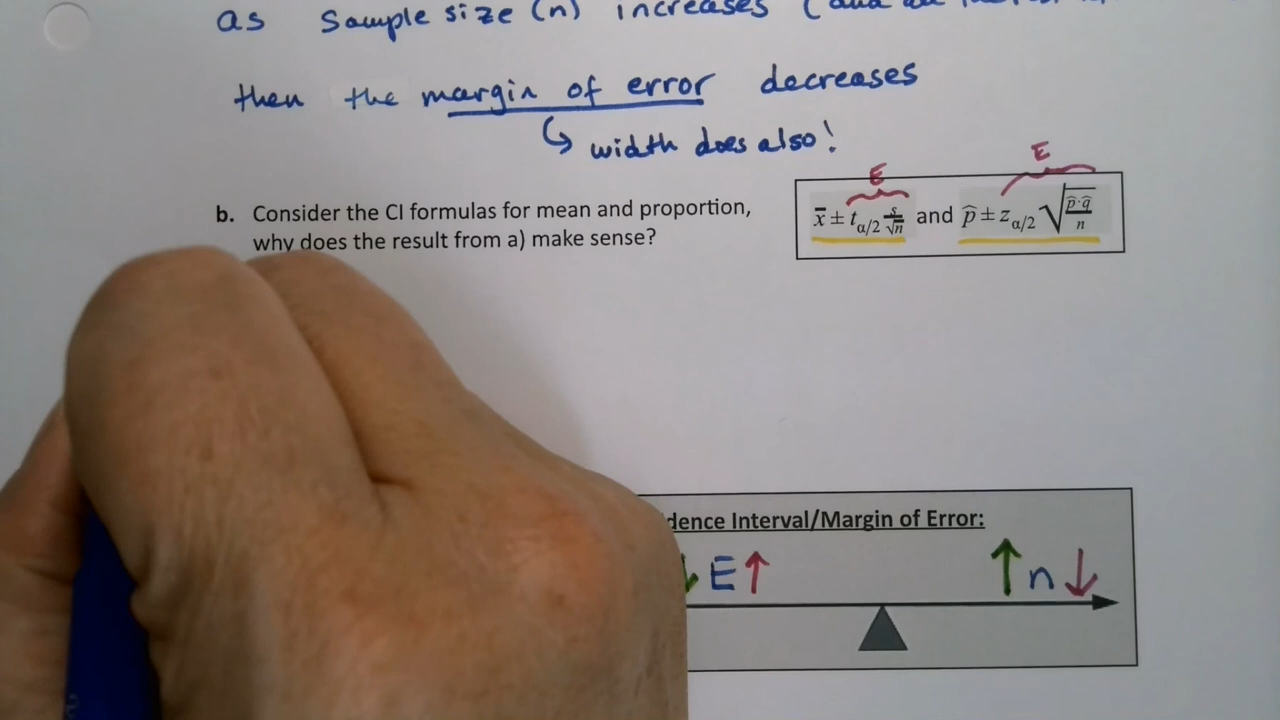 as sample size (n) increases (and
then the margin of error decreases
↳ width does also!
E E
b. Consider the CI formulas for mean and proportion,
why does the result from a) make sense?
x̄ ± t_{α/2} s/√n and p̂ ± z_{α/2} √(p̂·q̂/n)
dence Interval/Margin of Error:
↓ E ↑ ↑ n ↓